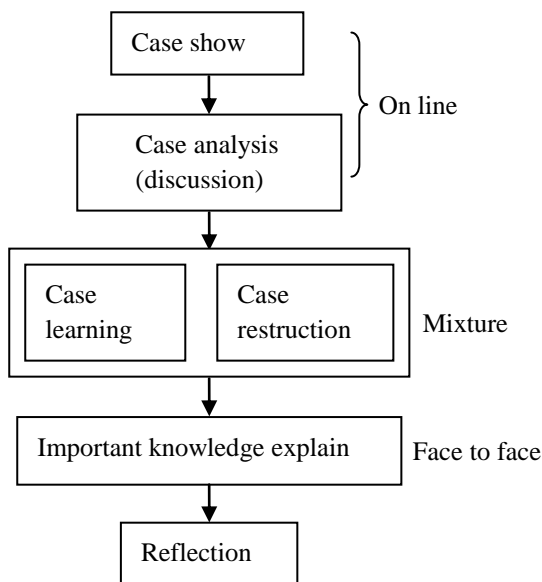 Case show
On line
Case analysis
(discussion)
Case
learning
Case
restruction
Mixture
Important knowledge explain
Face to face
Reflection